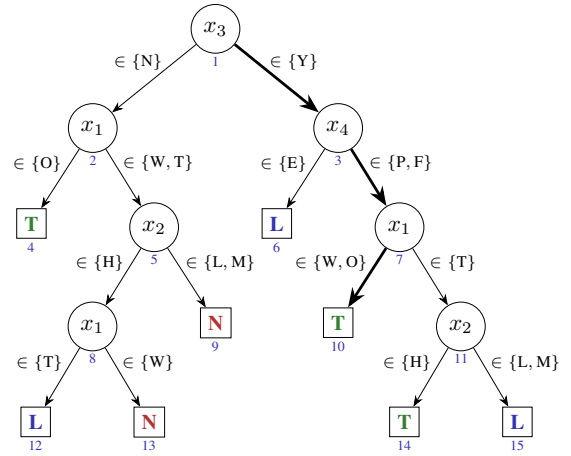 x3
1
∈ {N}
∈ {Y}
x1
2
x4
3
∈ {O}
∈ {W, T}
∈ {E}
∈ {P, F}
T
4
x2
5
L
6
x1
7
∈ {H}
∈ {L, M}
∈ {W, O}
∈ {T}
x1
8
N
9
T
10
x2
11
∈ {T}
∈ {W}
∈ {H}
∈ {L, M}
L
12
N
13
T
14
L
15